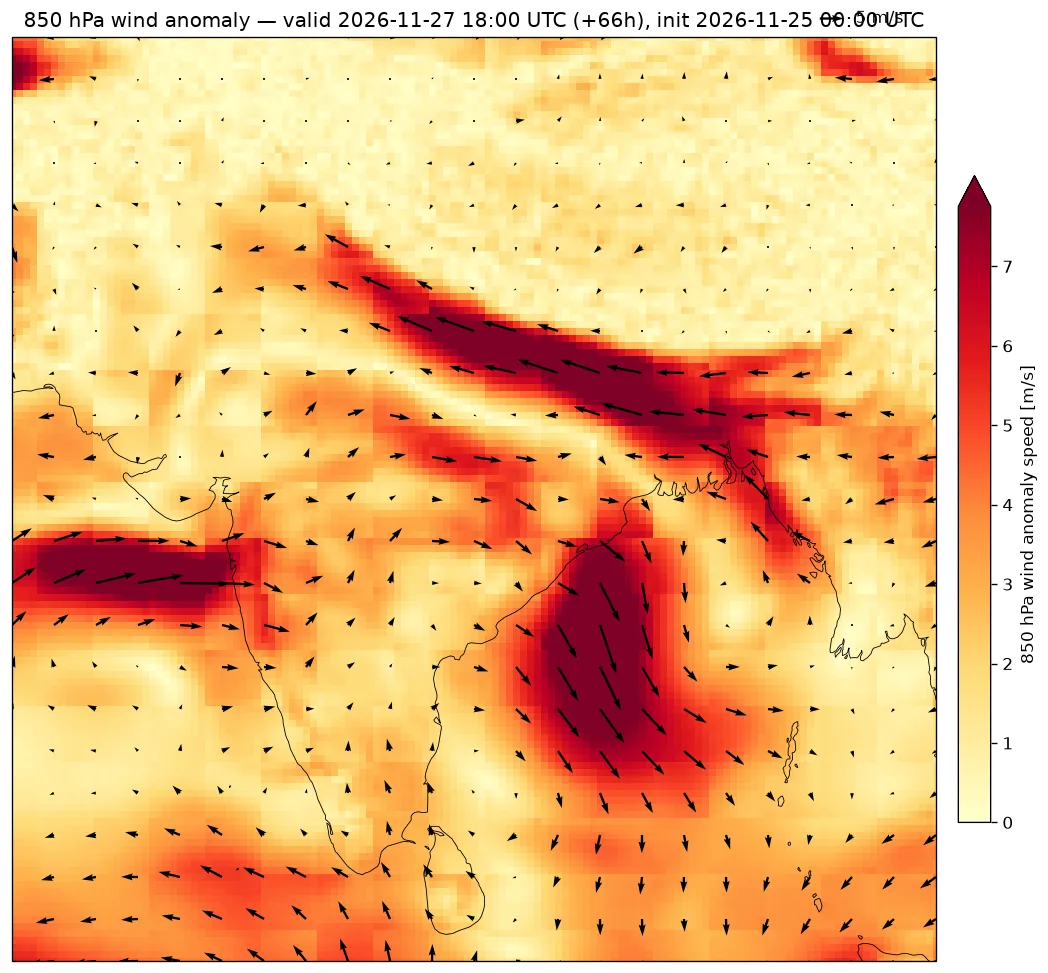 850 hPa wind anomaly — valid 2026-11-27 18:00 UTC (+66h), init 2026-11-25 00:00 UTC
5 m/s
7
6
5
4
3
2
1
0
850 hPa wind anomaly speed [m/s]